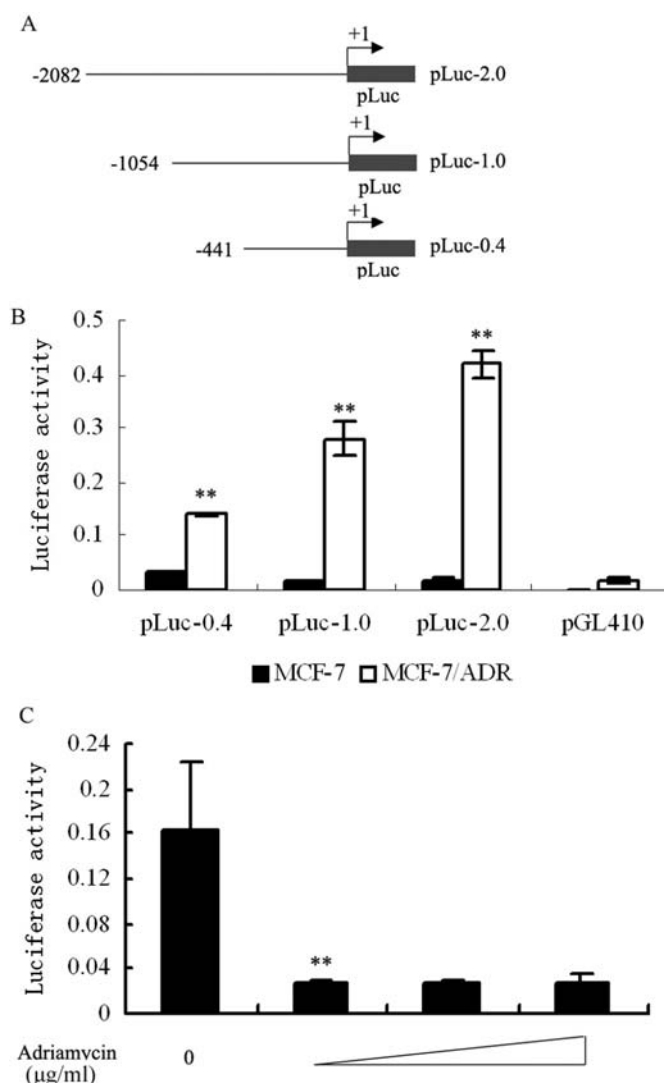 A
+1
-2082
pLuc-2.0
pLuc
+1
-1054
pLuc-1.0
pLuc
+1
-441
pLuc-0.4
pLuc
B
0.5
0.4
0.3
0.2
0.1
0
Luciferase activity
**
**
**
pLuc-0.4 pLuc-1.0 pLuc-2.0 pGL410
MCF-7 MCF-7/ADR
C
0.24
0.2
0.16
0.12
0.08
0.04
0
Luciferase activity
**
Adriamycin 0
(μg/ml)